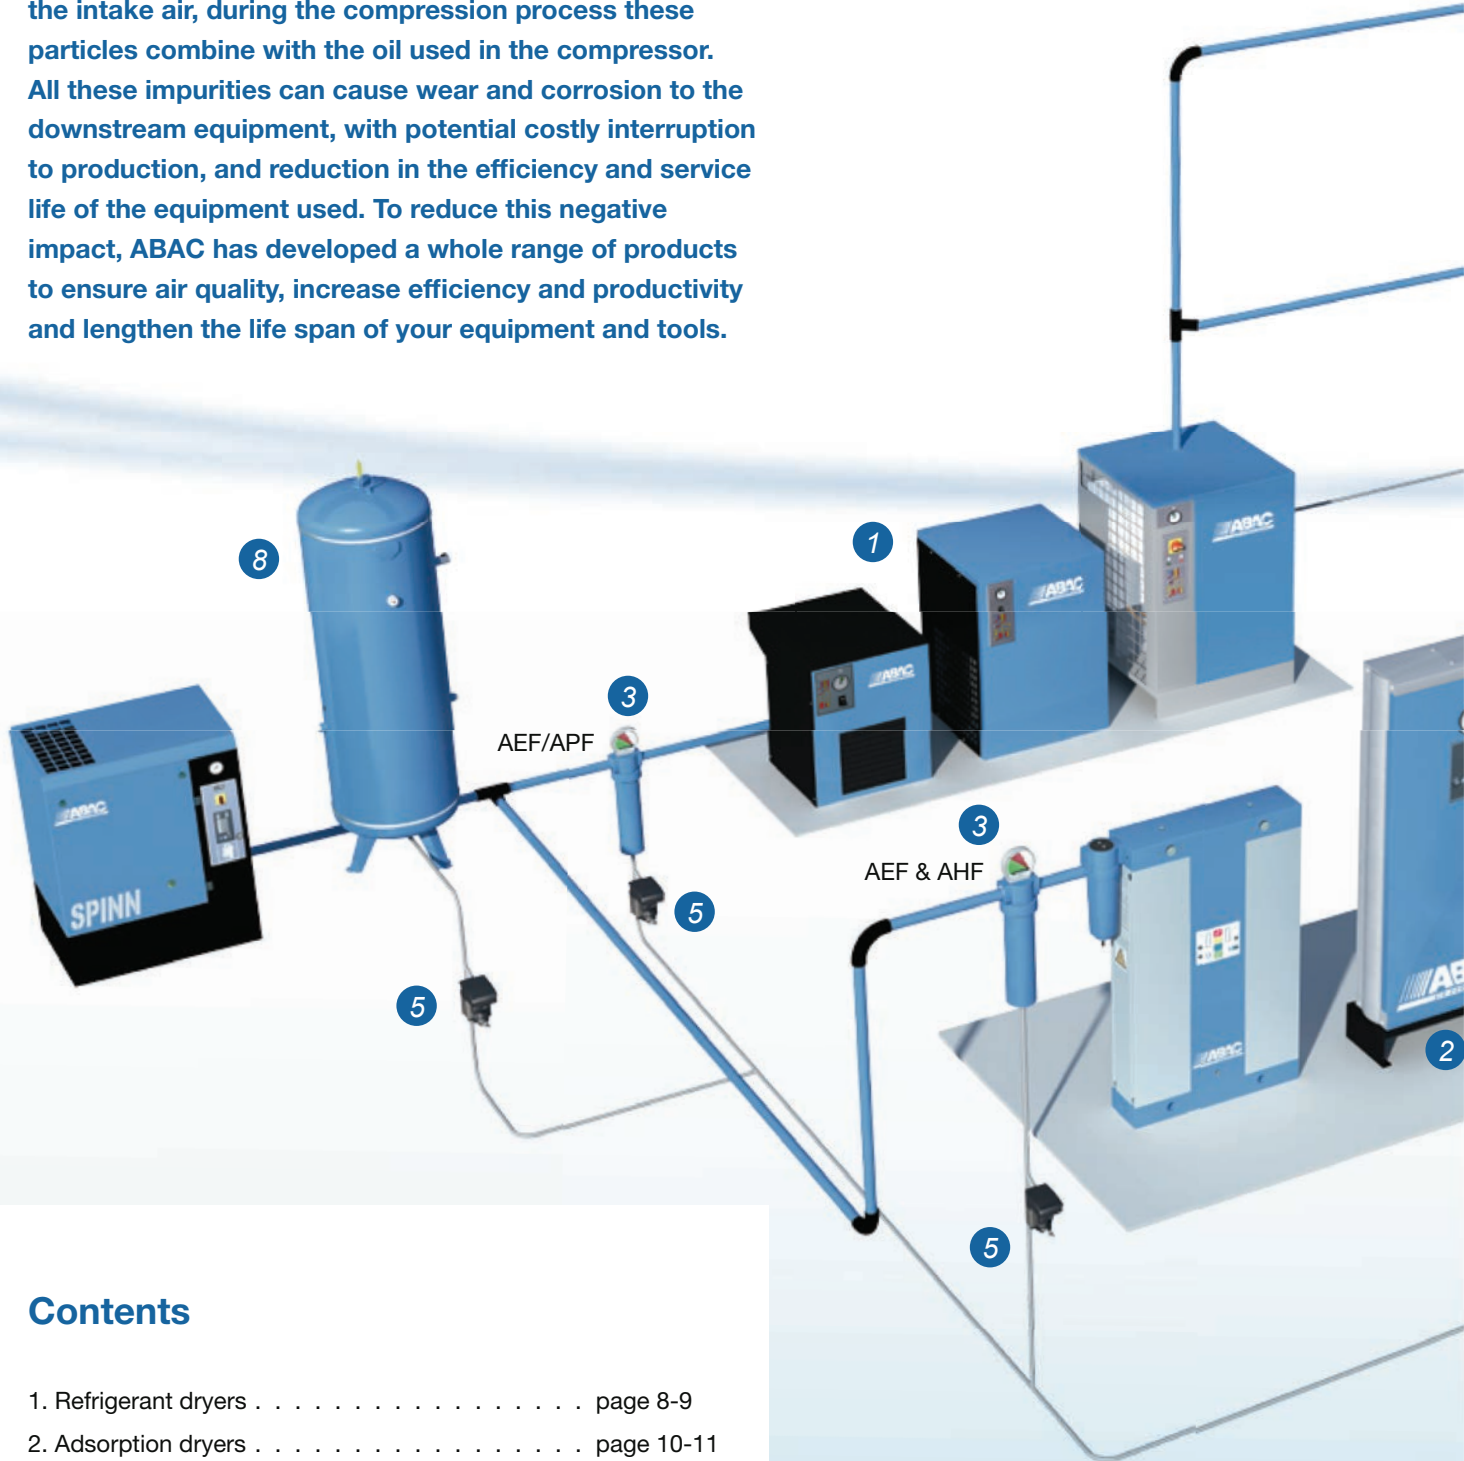 the intake air, during the compression process these
particles combine with the oil used in the compressor.
All these impurities can cause wear and corrosion to the
downstream equipment, with potential costly interruption
to production, and reduction in the efficiency and service
life of the equipment used. To reduce this negative
impact, ABAC has developed a whole range of products
to ensure air quality, increase efficiency and productivity
and lengthen the life span of your equipment and tools.
8
1
ABAC
ABAC
ABAC
3
AEF/APF
ABAC
SPINN
5
5
3
AEF & AHF
ABAC
AB
2
5
Contents
1. Refrigerant dryers . . . . . . . . . . . . . . . . . page 8-9
2. Adsorption dryers . . . . . . . . . . . . . . . . . page 10-11